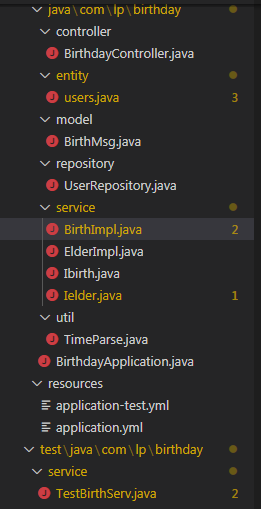 java\com\lp\birthday
controller
BirthdayController.java
entity
users.java 3
model
BirthMsg.java
repository
UserRepository.java
service
BirthImpl.java 2
ElderImpl.java
Ibirth.java
Ielder.java 1
util
TimeParse.java
BirthdayApplication.java
resources
application-test.yml
application.yml
test\java\com\lp\birthday
service
TestBirthServ.java 2